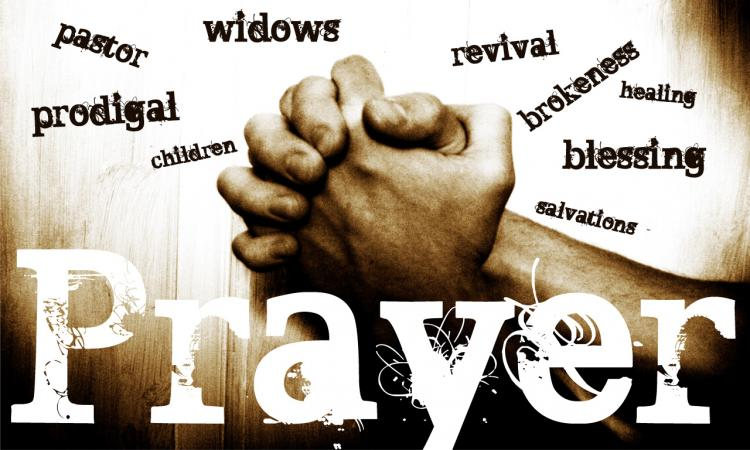 widows
pastor
revival
prodigal
brokeness
healing
children
blessing
salvations
Prayer